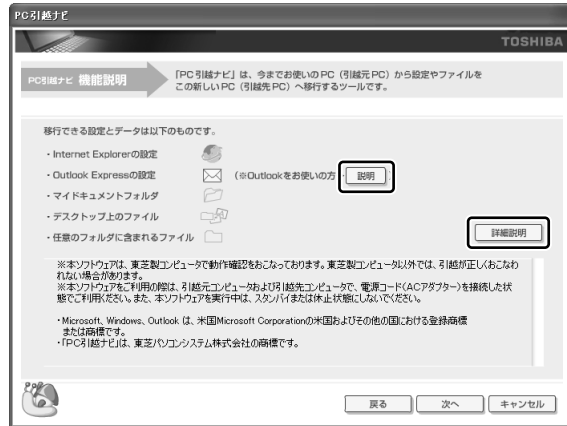 PC引越ナビ
TOSHIBA
PC引越ナビ 機能説明
「PC引越ナビ」は、今までお使いのPC(引越元PC)から設定やファイルを
この新しいPC(引越先PC)へ移行するツールです。
移行できる設定とデータは以下のものです。
・Internet Explorerの設定
・Outlook Expressの設定 (※Outlookをお使いの方 説明
・マイドキュメントフォルダ
・デスクトップ上のファイル
・任意のフォルダに含まれるファイル
詳細説明
※本ソフトウェアは、東芝製コンピュータで動作確認をおこなっております。東芝製コンピュータ以外では、引越が正しくおこなわ
れない場合があります。
※本ソフトウェアをご利用の際は、引越元コンピュータおよび引越先コンピュータで、電源コード(ACアダプター)を接続した状
態でご利用ください。また、本ソフトウェアを実行中は、スタンバイまたは休止状態にしないでください。
・Microsoft、Windows、Outlook は、米国Microsoft Corporationの米国およびその他の国における登録商標
または商標です。
・「PC引越ナビ」は、東芝パソコンシステム株式会社の商標です。
戻る 次へ キャンセル